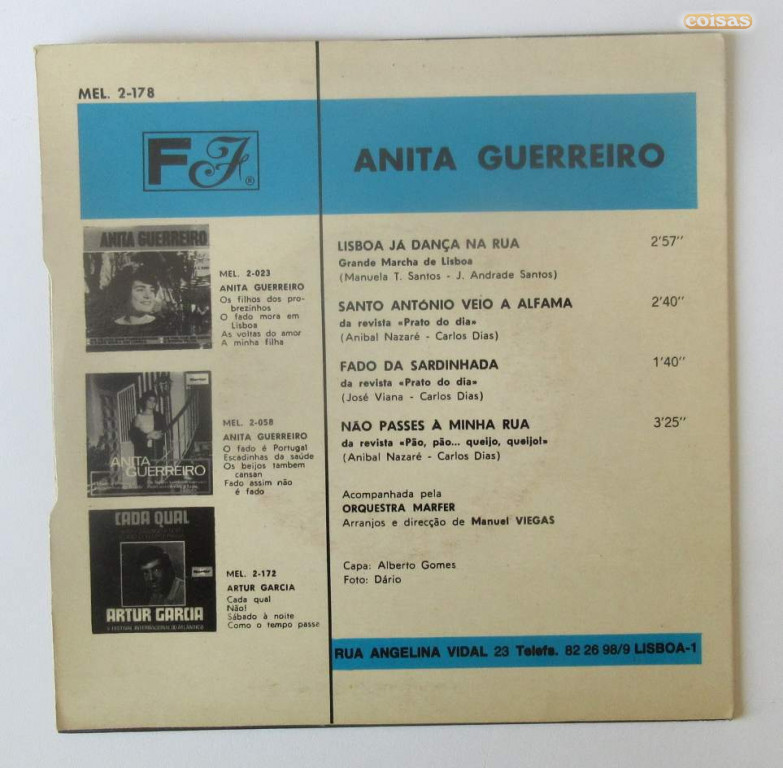 coisas
MEL. 2-178
FF®
ANITA GUERREIRO
ANITA GUERREIRO
MEL. 2-023
ANITA GUERREIRO
Os filhos dos pro-
brezinhos
O fado mora em
Lisboa
As voltas do amor
A minha filha
ANITA
GUERREIRO
MEL. 2-058
ANITA GUERREIRO
O fado é Portugal
Escadinhas da saúde
Os beijos tambem
cansan
Fado assim não
é fado
CADA QUAL
ARTUR GARCIA
MEL. 2-172
ARTUR GARCIA
Cada qual
Não!
Sábado à noite
Como o tempo passe
LISBOA JÁ DANÇA NA RUA 2'57''
Grande Marcha de Lisboa
(Manuela T. Santos - J. Andrade Santos)
SANTO ANTÓNIO VEIO A ALFAMA 2'40''
da revista «Prato do dia»
(Anibal Nazaré - Carlos Dias)
FADO DA SARDINHADA 1'40''
da revista «Prato do dia»
(José Viana - Carlos Dias)
NÃO PASSES À MINHA RUA 3'25''
da revista «Pão, pão... queijo, queijo!»
(Anibal Nazaré - Carlos Dias)
Acompanhada pela
ORQUESTRA MARFER
Arranjos e direcção de Manuel VIEGAS
Capa: Alberto Gomes
Foto: Dário
RUA ANGELINA VIDAL 23 Telefs. 82 26 98/9 LISBOA-1